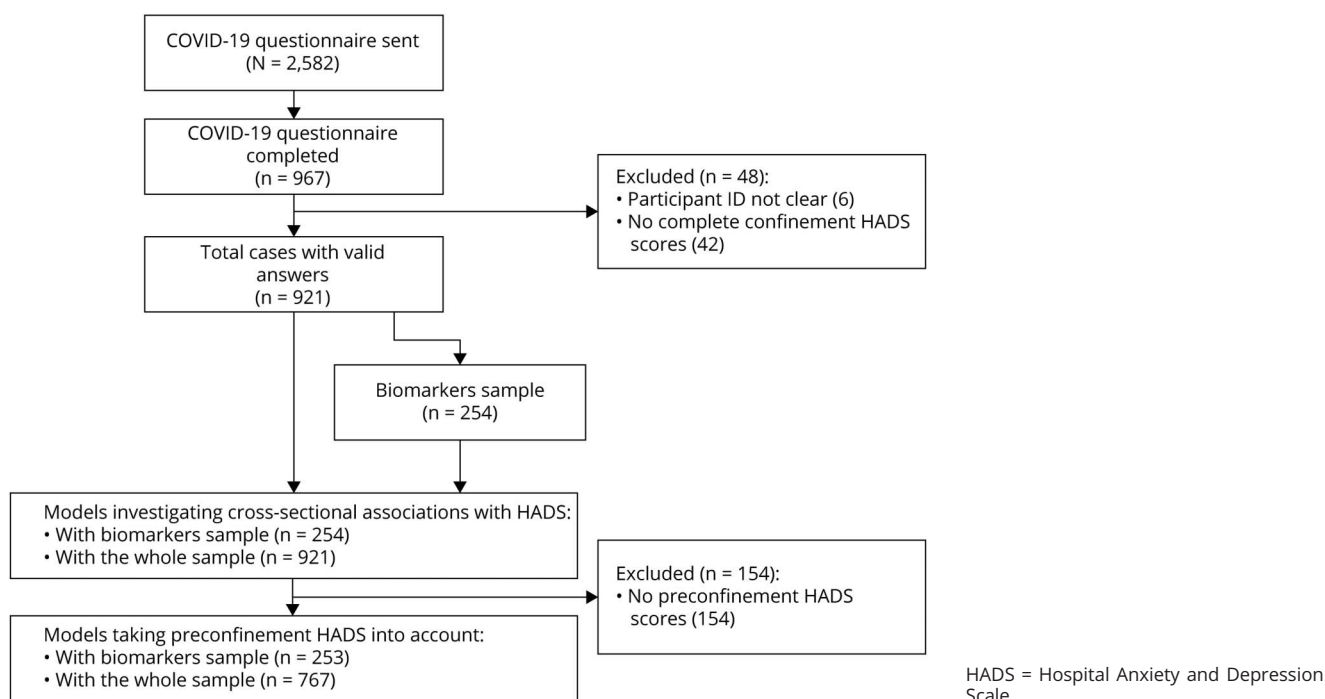 COVID-19 questionnaire sent
(N = 2,582)
COVID-19 questionnaire
completed
(n = 967)
Excluded (n = 48):
• Participant ID not clear (6)
• No complete confinement HADS
scores (42)
Total cases with valid
answers
(n = 921)
Biomarkers sample
(n = 254)
Models investigating cross-sectional associations with HADS:
• With biomarkers sample (n = 254)
• With the whole sample (n = 921)
Excluded (n = 154):
• No preconfinement HADS
scores (154)
Models taking preconfinement HADS into account:
• With biomarkers sample (n = 253)
• With the whole sample (n = 767)
HADS = Hospital Anxiety and Depression
Scale